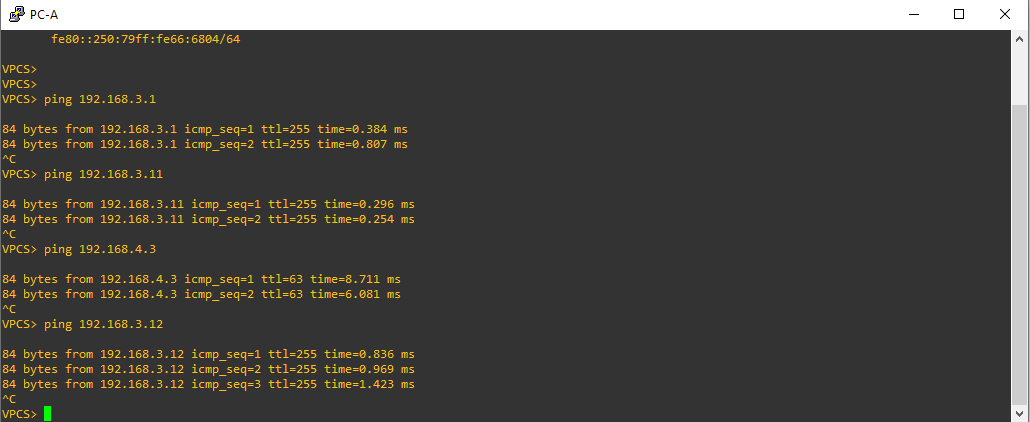 PC-A
fe80::250:79ff:fe66:6804/64
VPCS>
VPCS>
VPCS> ping 192.168.3.1
84 bytes from 192.168.3.1 icmp_seq=1 ttl=255 time=0.384 ms
84 bytes from 192.168.3.1 icmp_seq=2 ttl=255 time=0.807 ms
^C
VPCS> ping 192.168.3.11
84 bytes from 192.168.3.11 icmp_seq=1 ttl=255 time=0.296 ms
84 bytes from 192.168.3.11 icmp_seq=2 ttl=255 time=0.254 ms
^C
VPCS> ping 192.168.4.3
84 bytes from 192.168.4.3 icmp_seq=1 ttl=63 time=8.711 ms
84 bytes from 192.168.4.3 icmp_seq=2 ttl=63 time=6.081 ms
^C
VPCS> ping 192.168.3.12
84 bytes from 192.168.3.12 icmp_seq=1 ttl=255 time=0.836 ms
84 bytes from 192.168.3.12 icmp_seq=2 ttl=255 time=0.969 ms
84 bytes from 192.168.3.12 icmp_seq=3 ttl=255 time=1.423 ms
^C
VPCS>